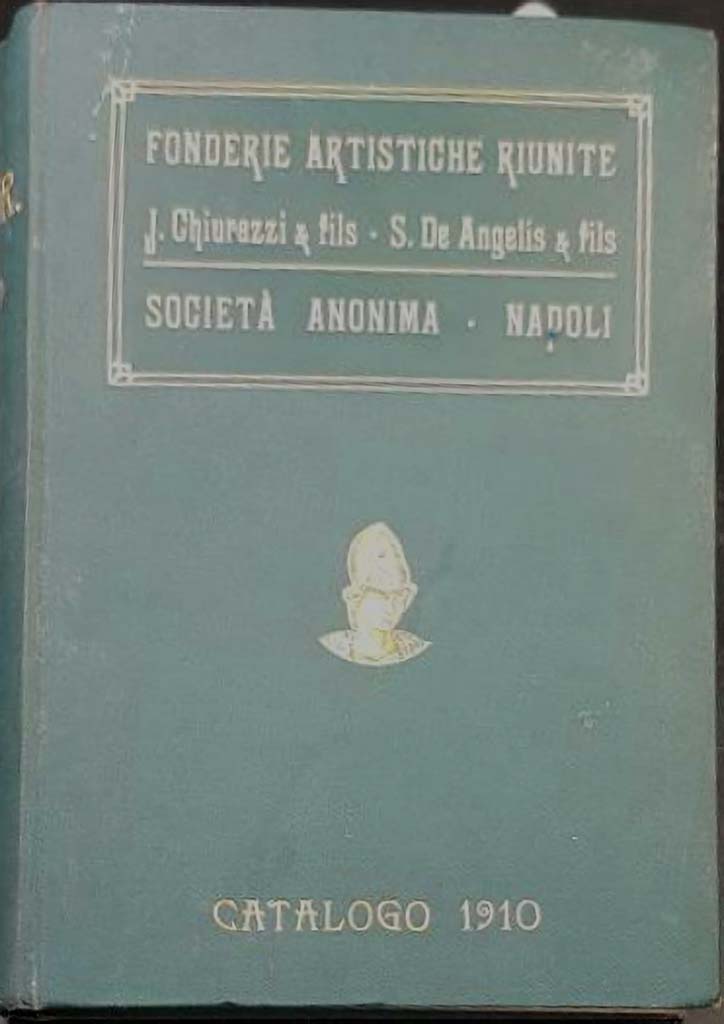 FONDERIE ARTISTICHE RIUNITE
J. Chiurazzi & fils · S. De Angelis & fils
SOCIETÀ ANONIMA · NAPOLI
CATALOGO 1910
R.